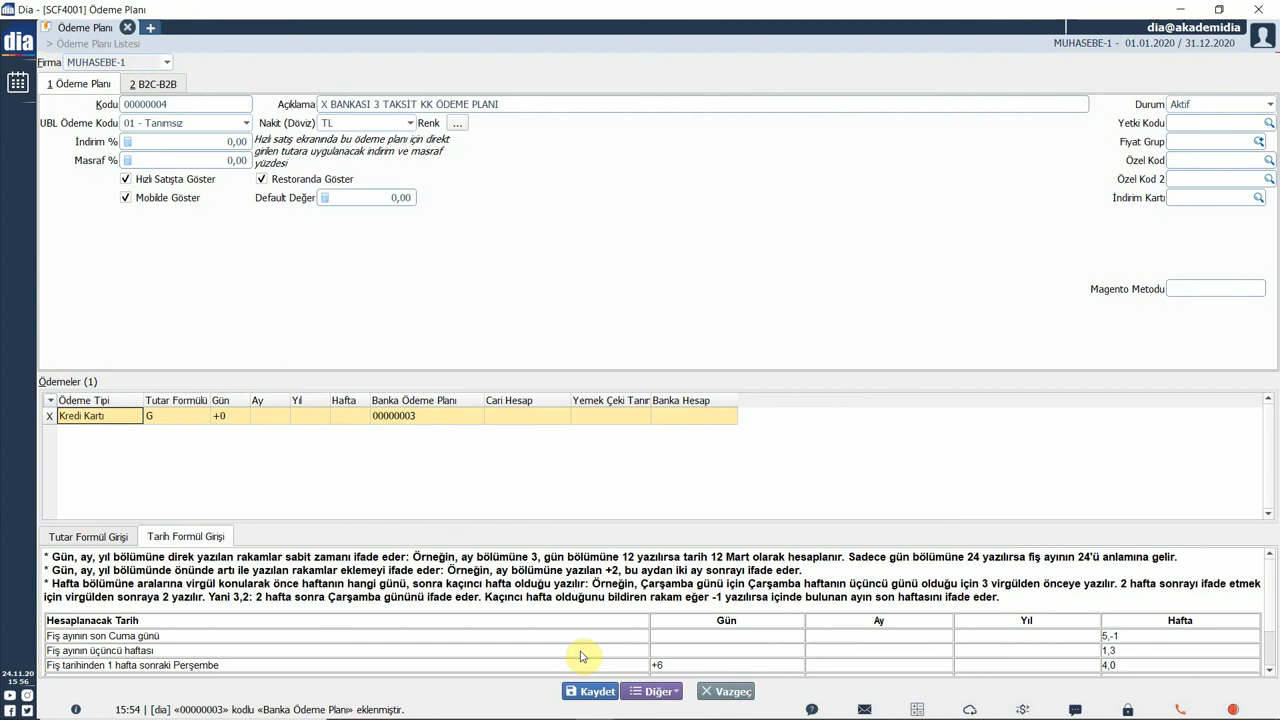 Dia - [SCF4001] Ödeme Planı
dia
Ödeme Planı
dia@akademidia
> Ödeme Planı Listesi
MUHASEBE-1 - 01.01.2020 / 31.12.2020
Firma MUHASEBE-1
1 Ödeme Planı 2 B2C-B2B
Kodu 00000004 Açıklama X BANKASI 3 TAKSİT KK ÖDEME PLANI Durum Aktif
UBL Ödeme Kodu 01 - Tanımsız Nakit (Döviz) TL Renk ... Yetki Kodu
İndirim % 0,00 Hızlı satış ekranında bu ödeme planı için direkt Fiyat Grup
girilen tutara uygulanacak indirim ve masraf
Masraf % 0,00 yüzdesi Özel Kod
Hızlı Satışta Göster Restoranda Göster Özel Kod 2
Mobilde Göster Default Değer 0,00 İndirim Kartı
Magento Metodu
Ödemeler (1)
Ödeme Tipi Tutar Formülü Gün Ay Yıl Hafta Banka Ödeme Planı Cari Hesap Yemek Çeki Tanır Banka Hesap
X Kredi Kartı G +0 00000003
Tutar Formül Girişi Tarih Formül Girişi
* Gün, ay, yıl bölümüne direk yazılan rakamlar sabit zamanı ifade eder: Örneğin, ay bölümüne 3, gün bölümüne 12 yazılırsa tarih 12 Mart olarak hesaplanır. Sadece gün bölümüne 24 yazılırsa fiş ayının 24'ü anlamına gelir.
* Gün, ay, yıl bölümünde önünde artı ile yazılan rakamlar eklemeyi ifade eder: Örneğin, ay bölümüne yazılan +2, bu aydan iki ay sonrayı ifade eder.
* Hafta bölümüne aralarına virgül konularak önce haftanın hangi günü, sonra kaçıncı hafta olduğu yazılır: Örneğin, Çarşamba günü için Çarşamba haftanın üçüncü günü olduğu için 3 virgülden önceye yazılır. 2 hafta sonrayı ifade etmek
için virgülden sonraya 2 yazılır. Yani 3,2: 2 hafta sonra Çarşamba gününü ifade eder. Kaçıncı hafta olduğunu bildiren rakam eğer -1 yazılırsa içinde bulunan ayın son haftasını ifade eder.
Hesaplanacak Tarih Gün Ay Yıl Hafta
Fiş ayının son Cuma günü 5,-1
Fiş ayının üçüncü haftası 1,3
Fiş tarihinden 1 hafta sonraki Perşembe +6 4,0
24.11.20
15 56
Kaydet Diğer Vazgeç
15:54 | [dia] «00000003» kodlu «Banka Ödeme Planı» eklenmiştir.